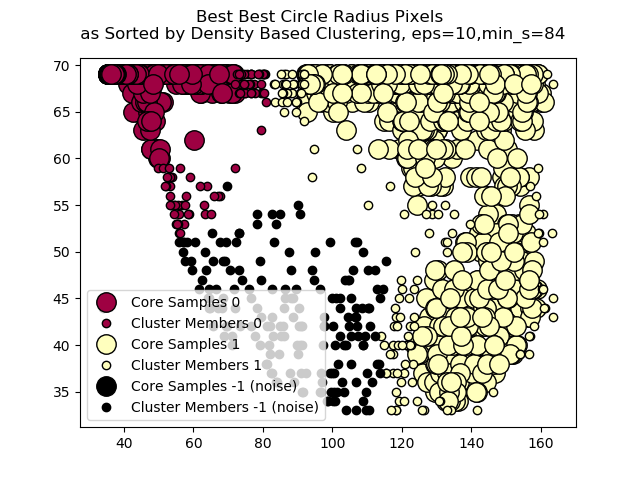 Best Best Circle Radius Pixels
as Sorted by Density Based Clustering, eps=10,min_s=84
70
65
60
55
50
45
40
35
Core Samples 0
Cluster Members 0
Core Samples 1
Cluster Members 1
Core Samples -1 (noise)
Cluster Members -1 (noise)
40 60 80 100 120 140 160